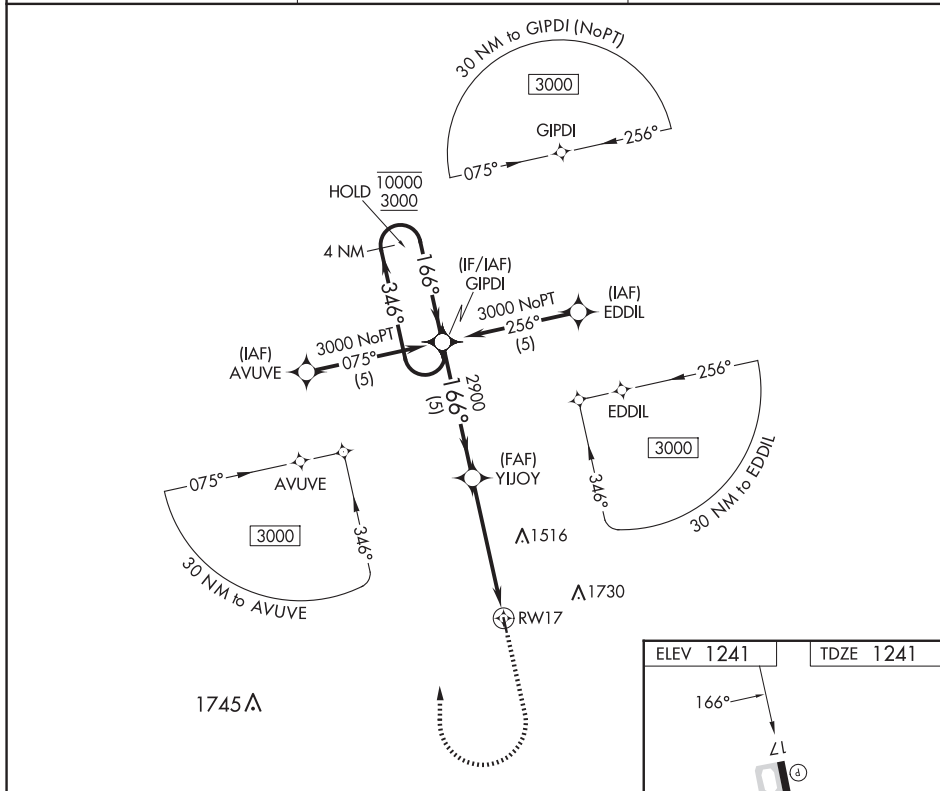 30 NM to GIPDI (NoPT)
3000
GIPDI
075°
256°
HOLD
10000
3000
4 NM
166°
346°
(IF/IAF)
GIPDI
3000 NoPT
256°
(5)
(IAF)
EDDIL
(IAF)
AVUVE
3000 NoPT
075°
(5)
2900
166°
(5)
256°
EDDIL
3000
346°
30 NM to EDDIL
(FAF)
YIJOY
075°
AVUVE
3000
346°
30 NM to AVUVE
1516
1730
RW17
1745
ELEV 1241
TDZE 1241
166°
17
P